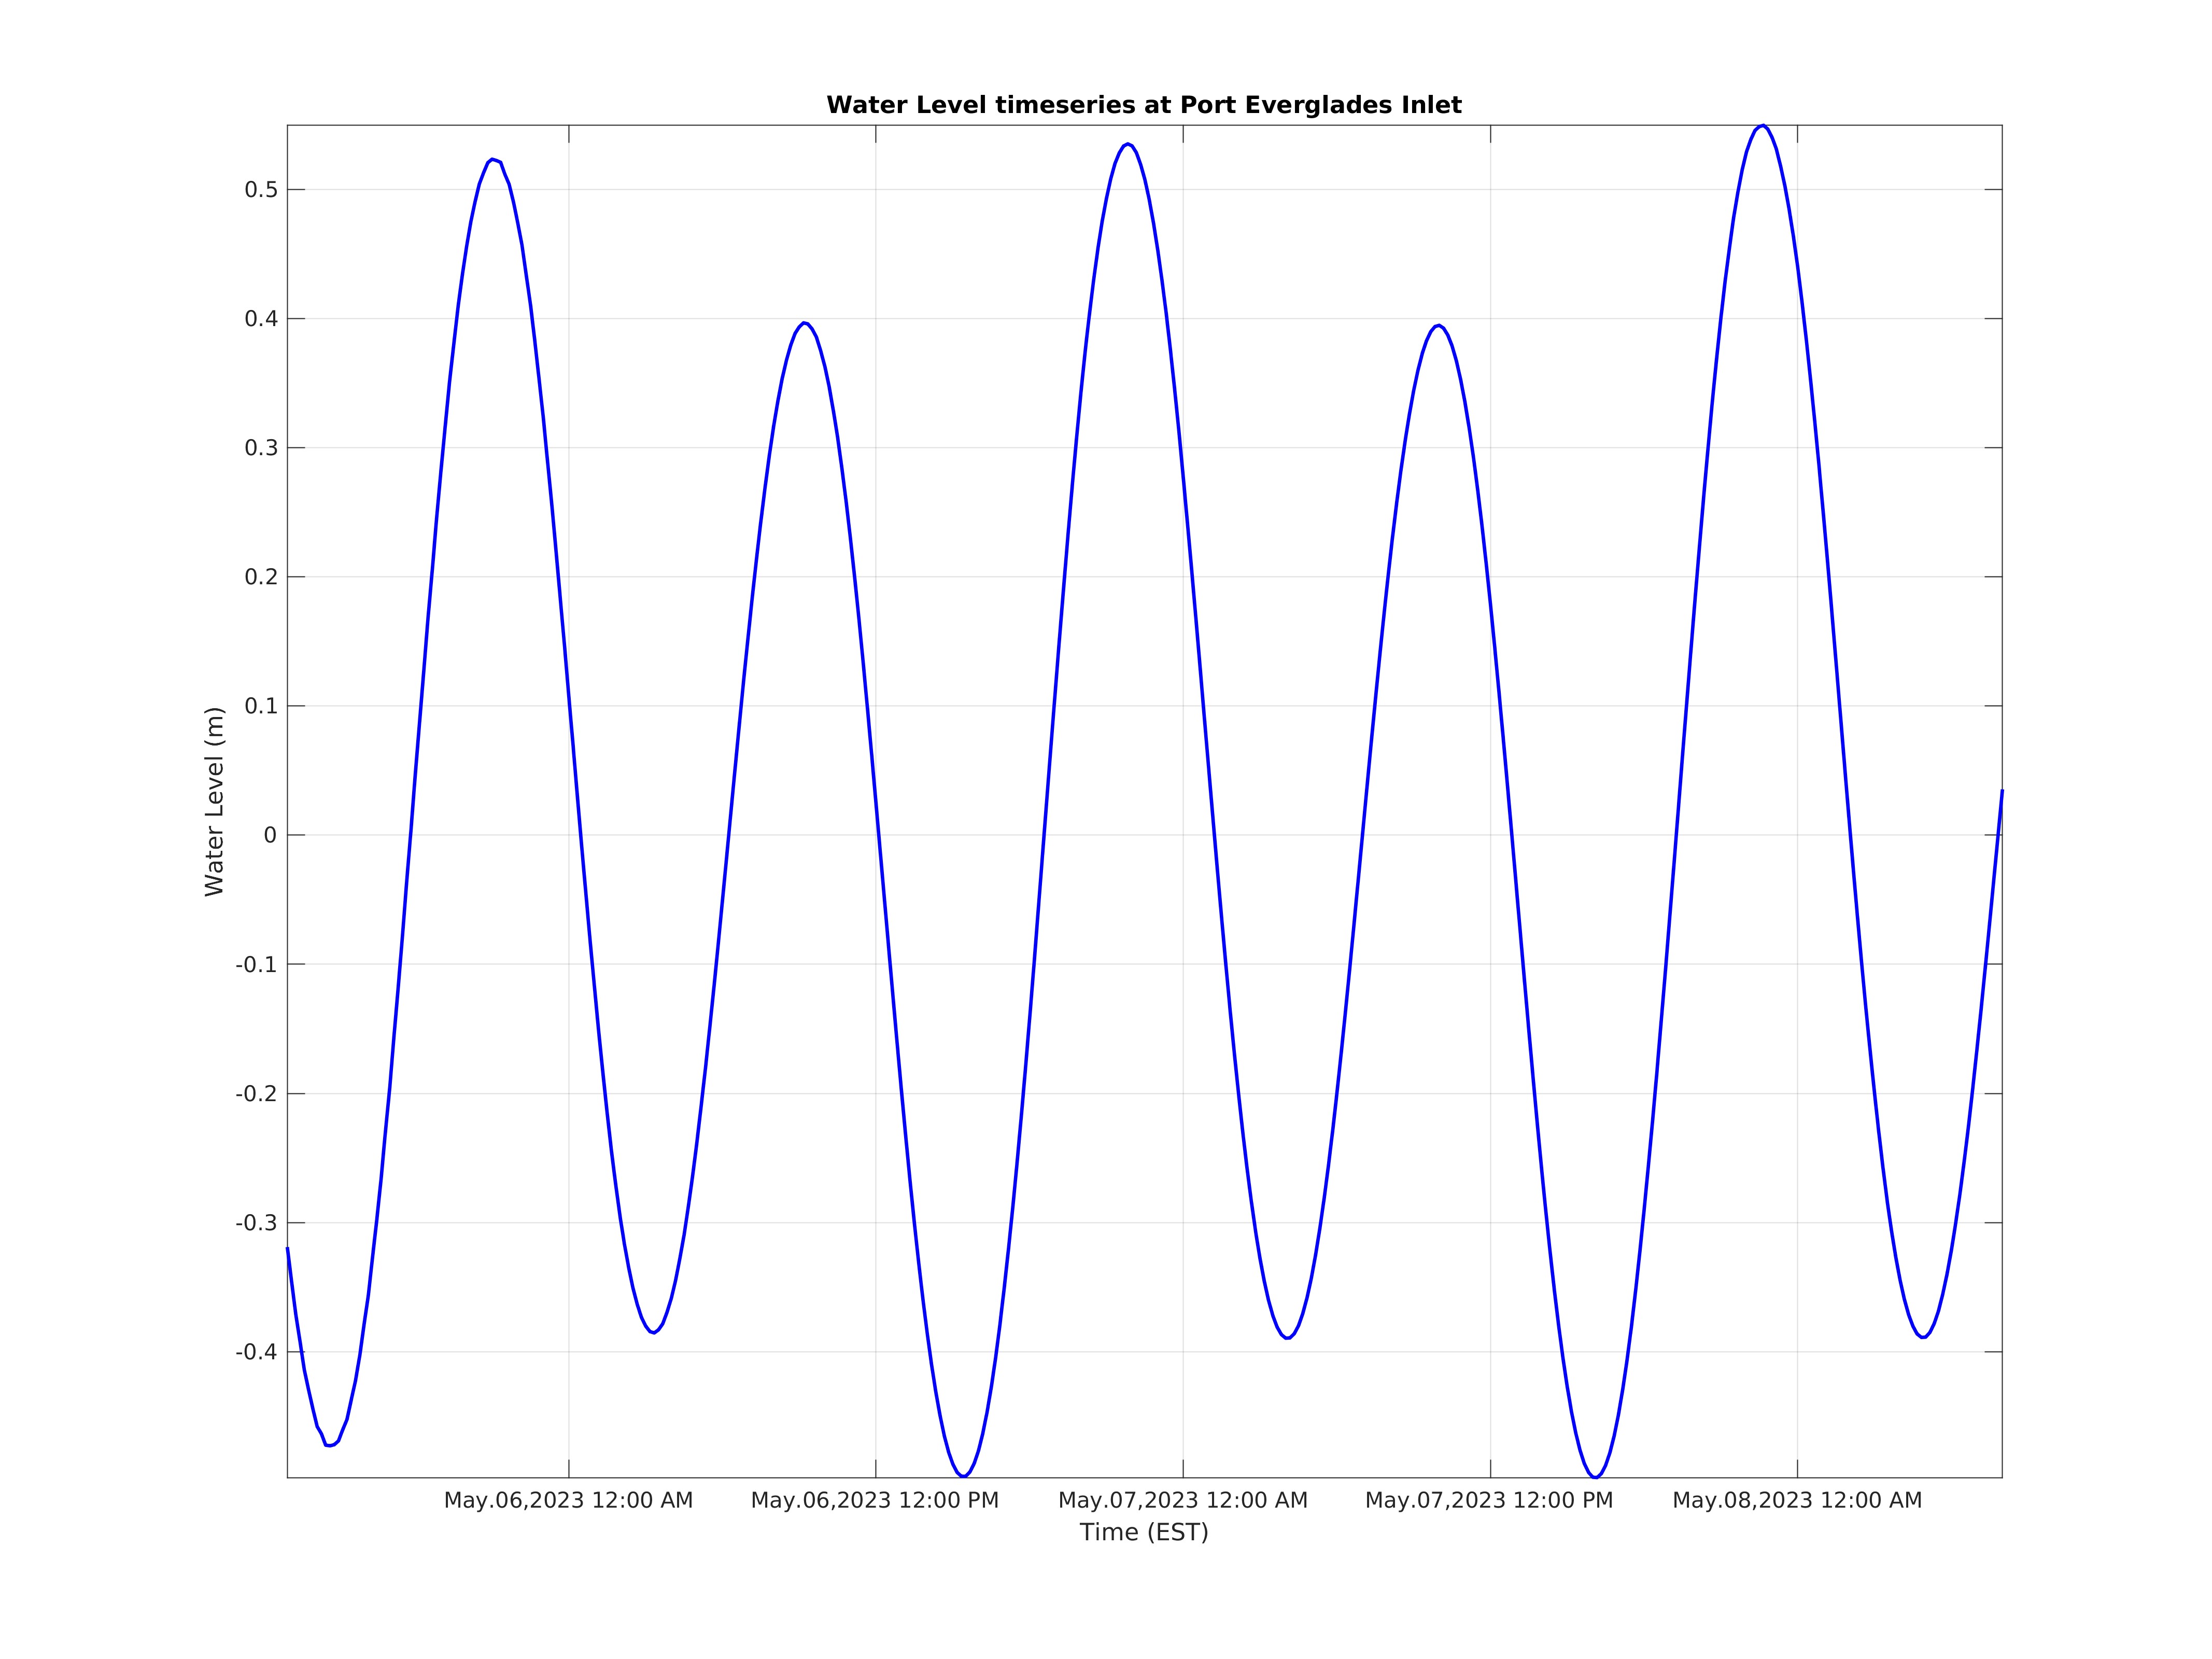 Water Level timeseries at Port Everglades Inlet
0.5
0.4
0.3
0.2
0.1
0
-0.1
-0.2
-0.3
-0.4
Water Level (m)
May.06,2023 12:00 AM May.06,2023 12:00 PM May.07,2023 12:00 AM May.07,2023 12:00 PM May.08,2023 12:00 AM
Time (EST)